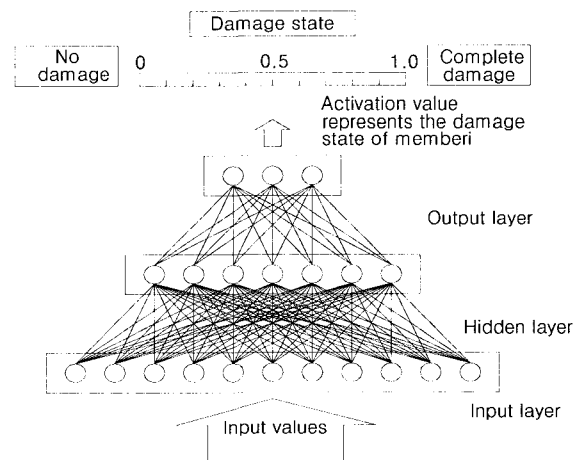 Damage state
No damage
0 0.5 1.0
Complete damage
Activation value
represents the damage
state of memberi
Output layer
Hidden layer
Input layer
Input values